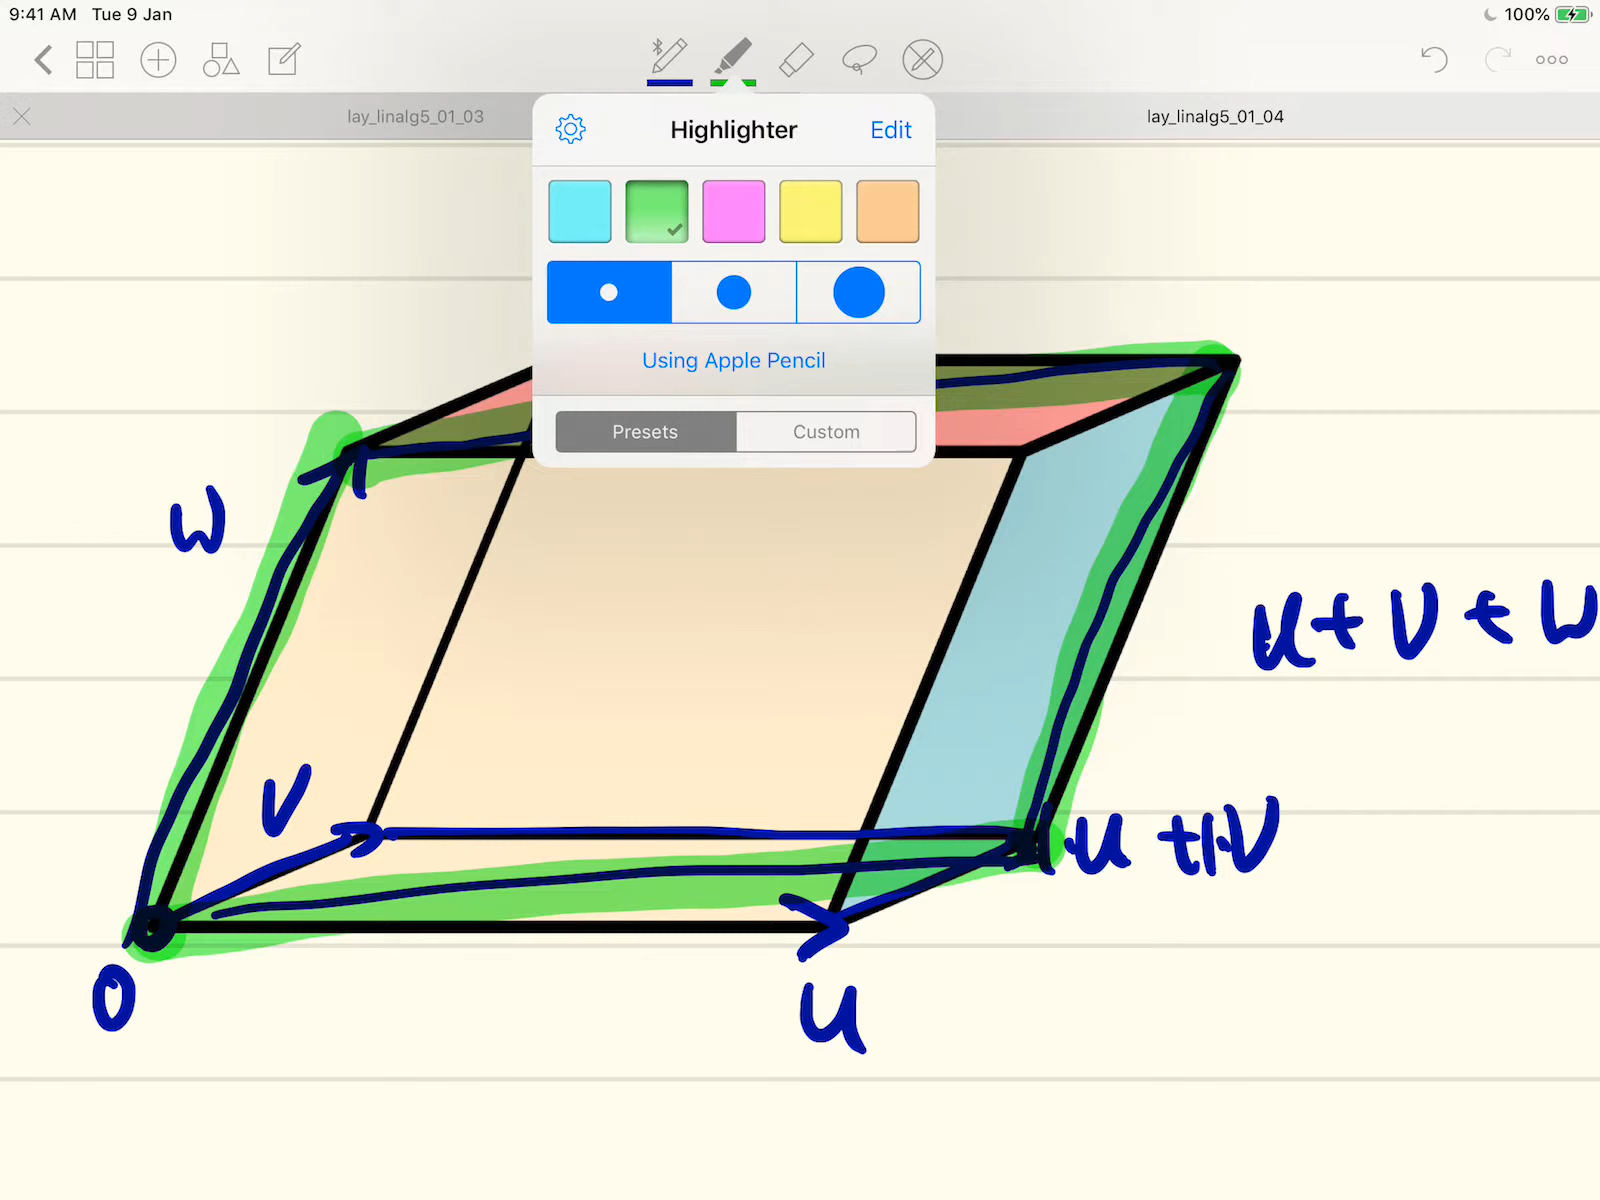 9:41 AM Tue 9 Jan 100%
lay_linalg5_01_03 lay_linalg5_01_04
Highlighter Edit
Using Apple Pencil
Presets Custom
w
u + v + w
v
u + v
0
u